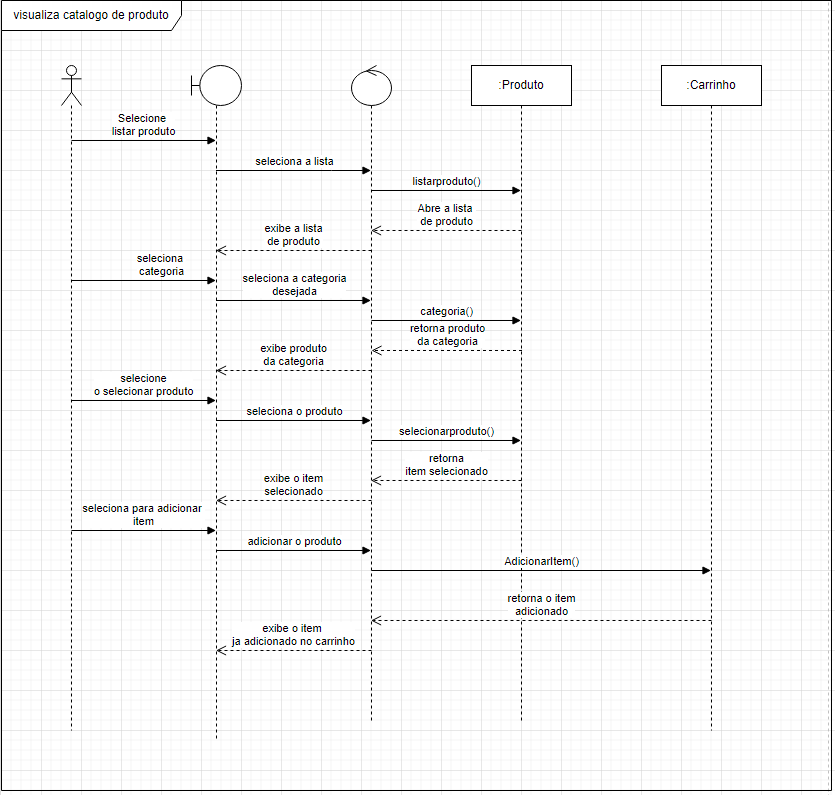 visualiza catalogo de produto
:Produto
:Carrinho
Selecione
listar produto
seleciona a lista
listarproduto()
Abre a lista
de produto
exibe a lista
de produto
seleciona
categoria
seleciona a categoria
desejada
categoria()
retorna produto
da categoria
exibe produto
da categoria
selecione
o selecionar produto
seleciona o produto
selecionarproduto()
retorna
item selecionado
exibe o item
selecionado
seleciona para adicionar
item
adicionar o produto
AdicionarItem()
retorna o item
adicionado
exibe o item
ja adicionado no carrinho